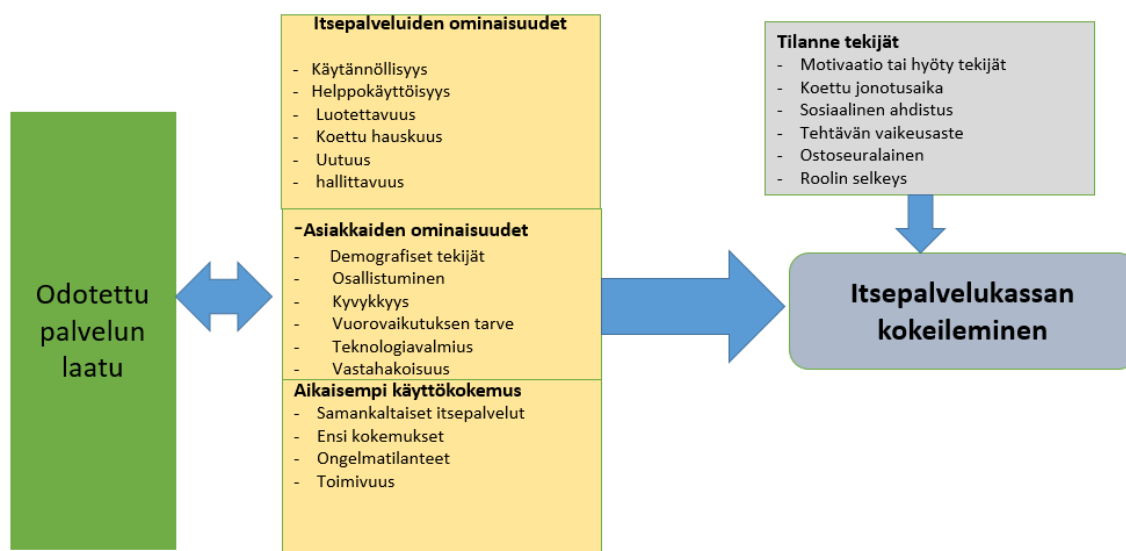 Odotettu
palvelun
laatu
Itsepalveluiden ominaisuudet
- Käytännöllisyys
- Helppokäyttöisyys
- Luotettavuus
- Koettu hauskuus
- Uutuus
- hallittavuus
-Asiakkaiden ominaisuudet
- Demografiset tekijät
- Osallistuminen
- Kyvykkyys
- Vuorovaikutuksen tarve
- Teknologiavalmius
- Vastahakoisuus
Aikaisempi käyttökokemus
- Samankaltaiset itsepalvelut
- Ensi kokemukset
- Ongelmatilanteet
- Toimivuus
Tilanne tekijät
- Motivaatio tai hyöty tekijät
- Koettu jonotusaika
- Sosiaalinen ahdistus
- Tehtävän vaikeusaste
- Ostoseuralainen
- Roolin selkeys
Itsepalvelukassan
kokeileminen